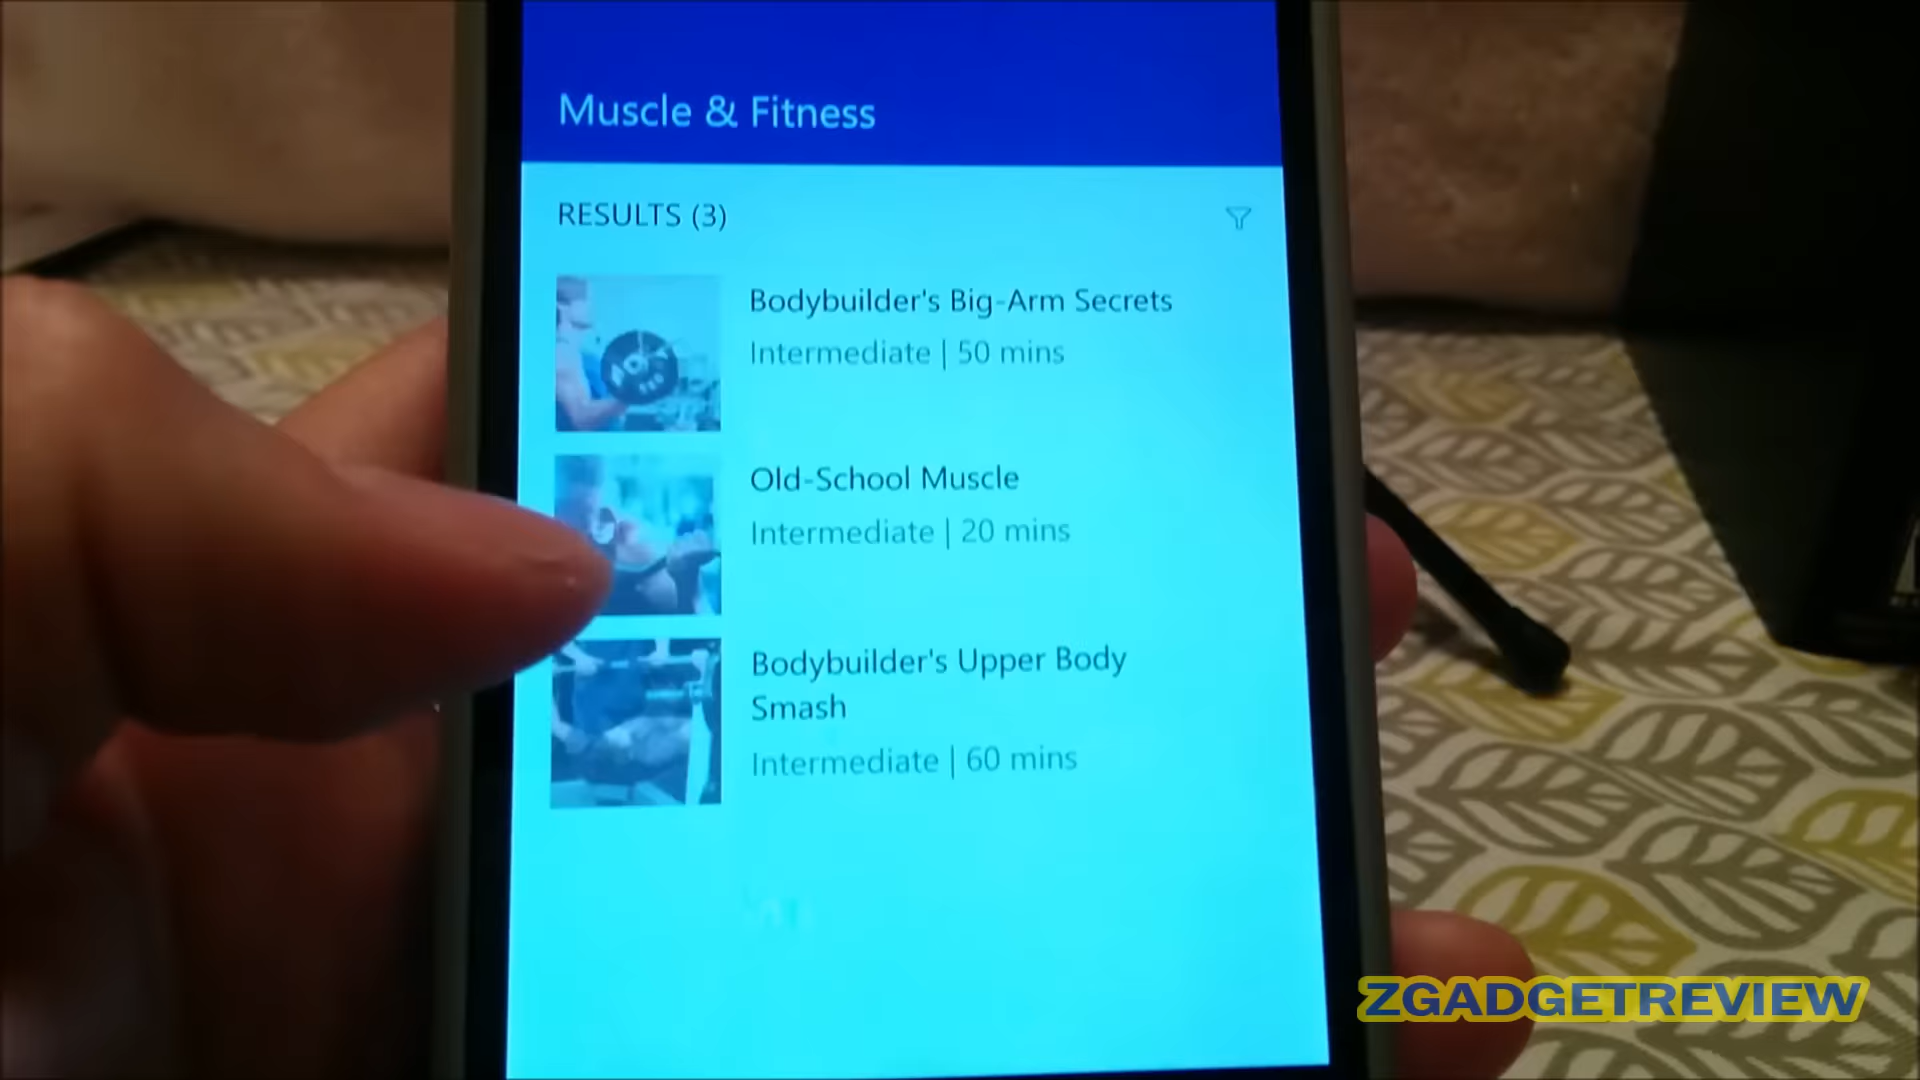 Muscle & Fitness
RESULTS (3)
Bodybuilder's Big-Arm Secrets
Intermediate | 50 mins
Old-School Muscle
Intermediate | 20 mins
Bodybuilder's Upper Body
Smash
Intermediate | 60 mins
ZGADGETREVIEW